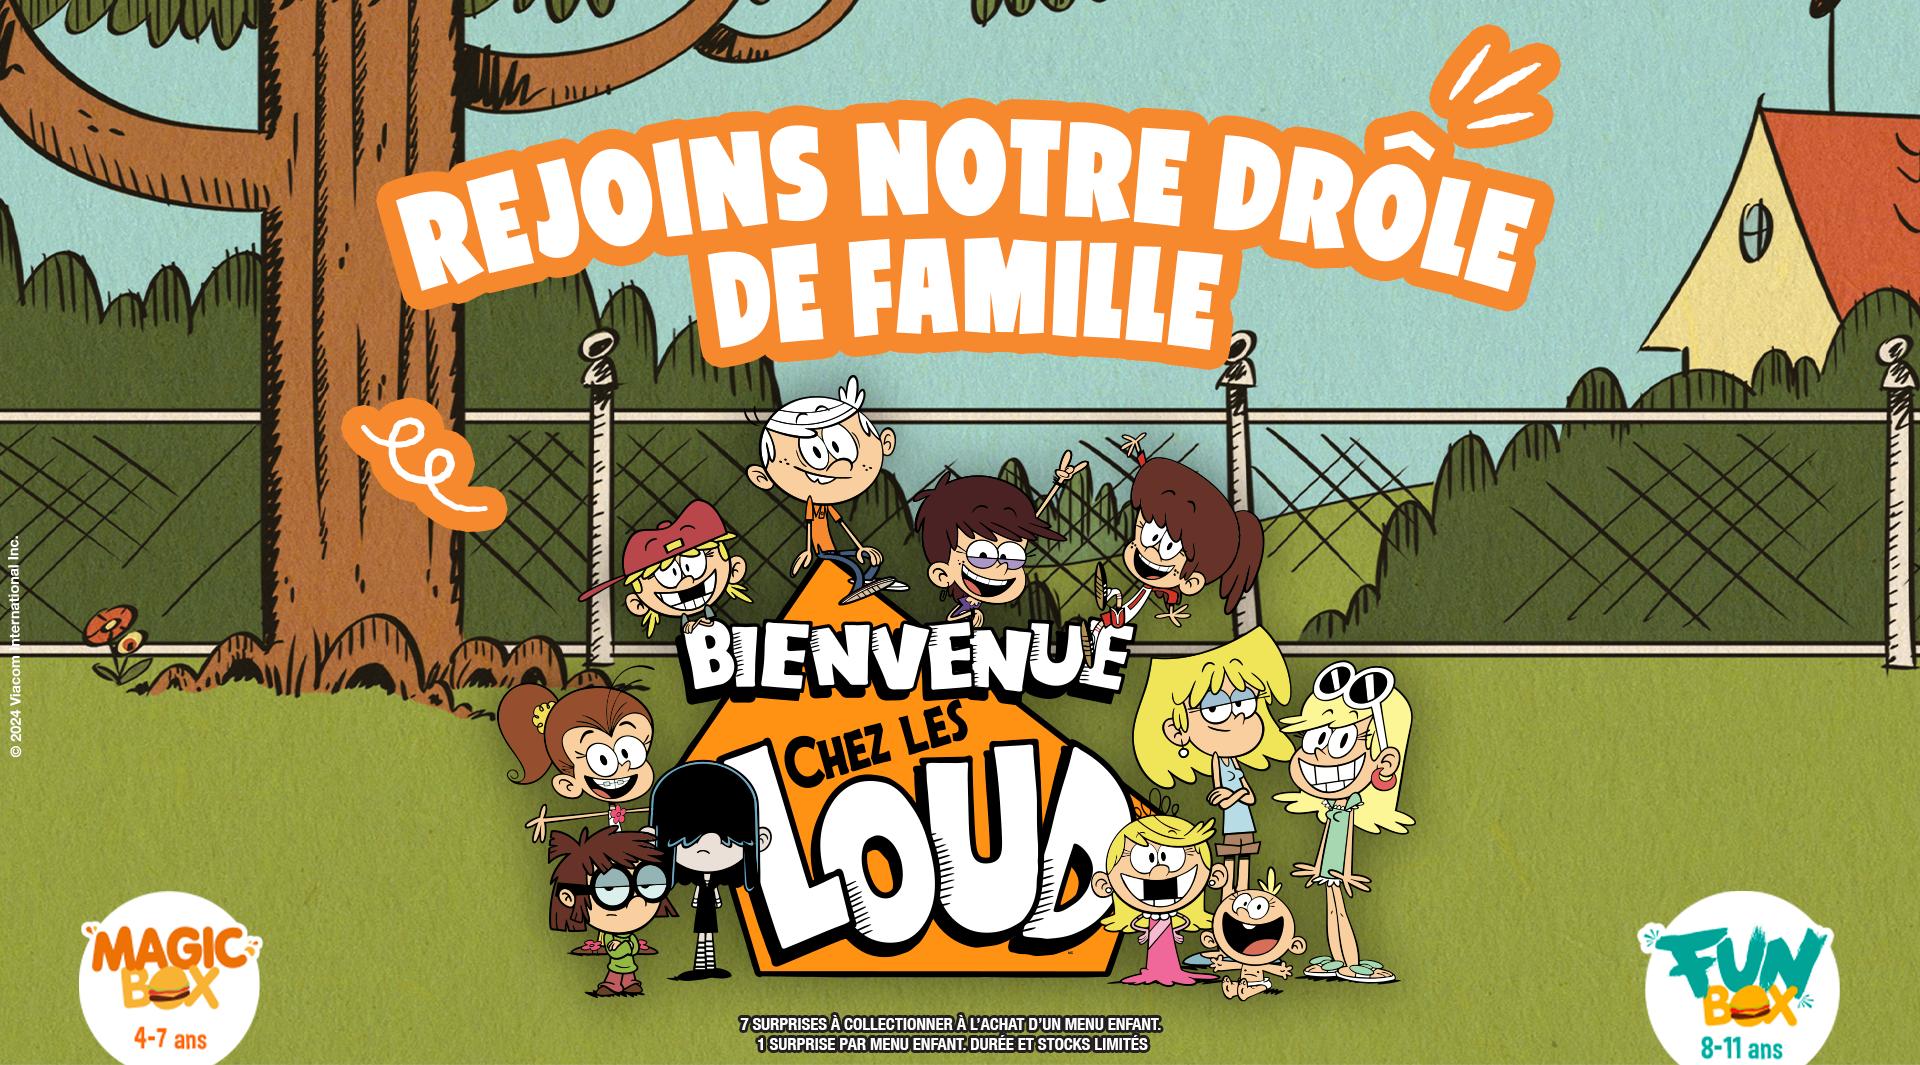 REJOINS NOTRE DRÔLE
DE FAMILLE
BIENVENUE
CHEZ LES
LOUD
© 2024 Viacom International Inc.
MAGIC
BOX
4-7 ans
FUN
BOX
8-11 ans
7 SURPRISES À COLLECTIONNER À L'ACHAT D'UN MENU ENFANT.
1 SURPRISE PAR MENU ENFANT. DURÉE ET STOCKS LIMITÉS